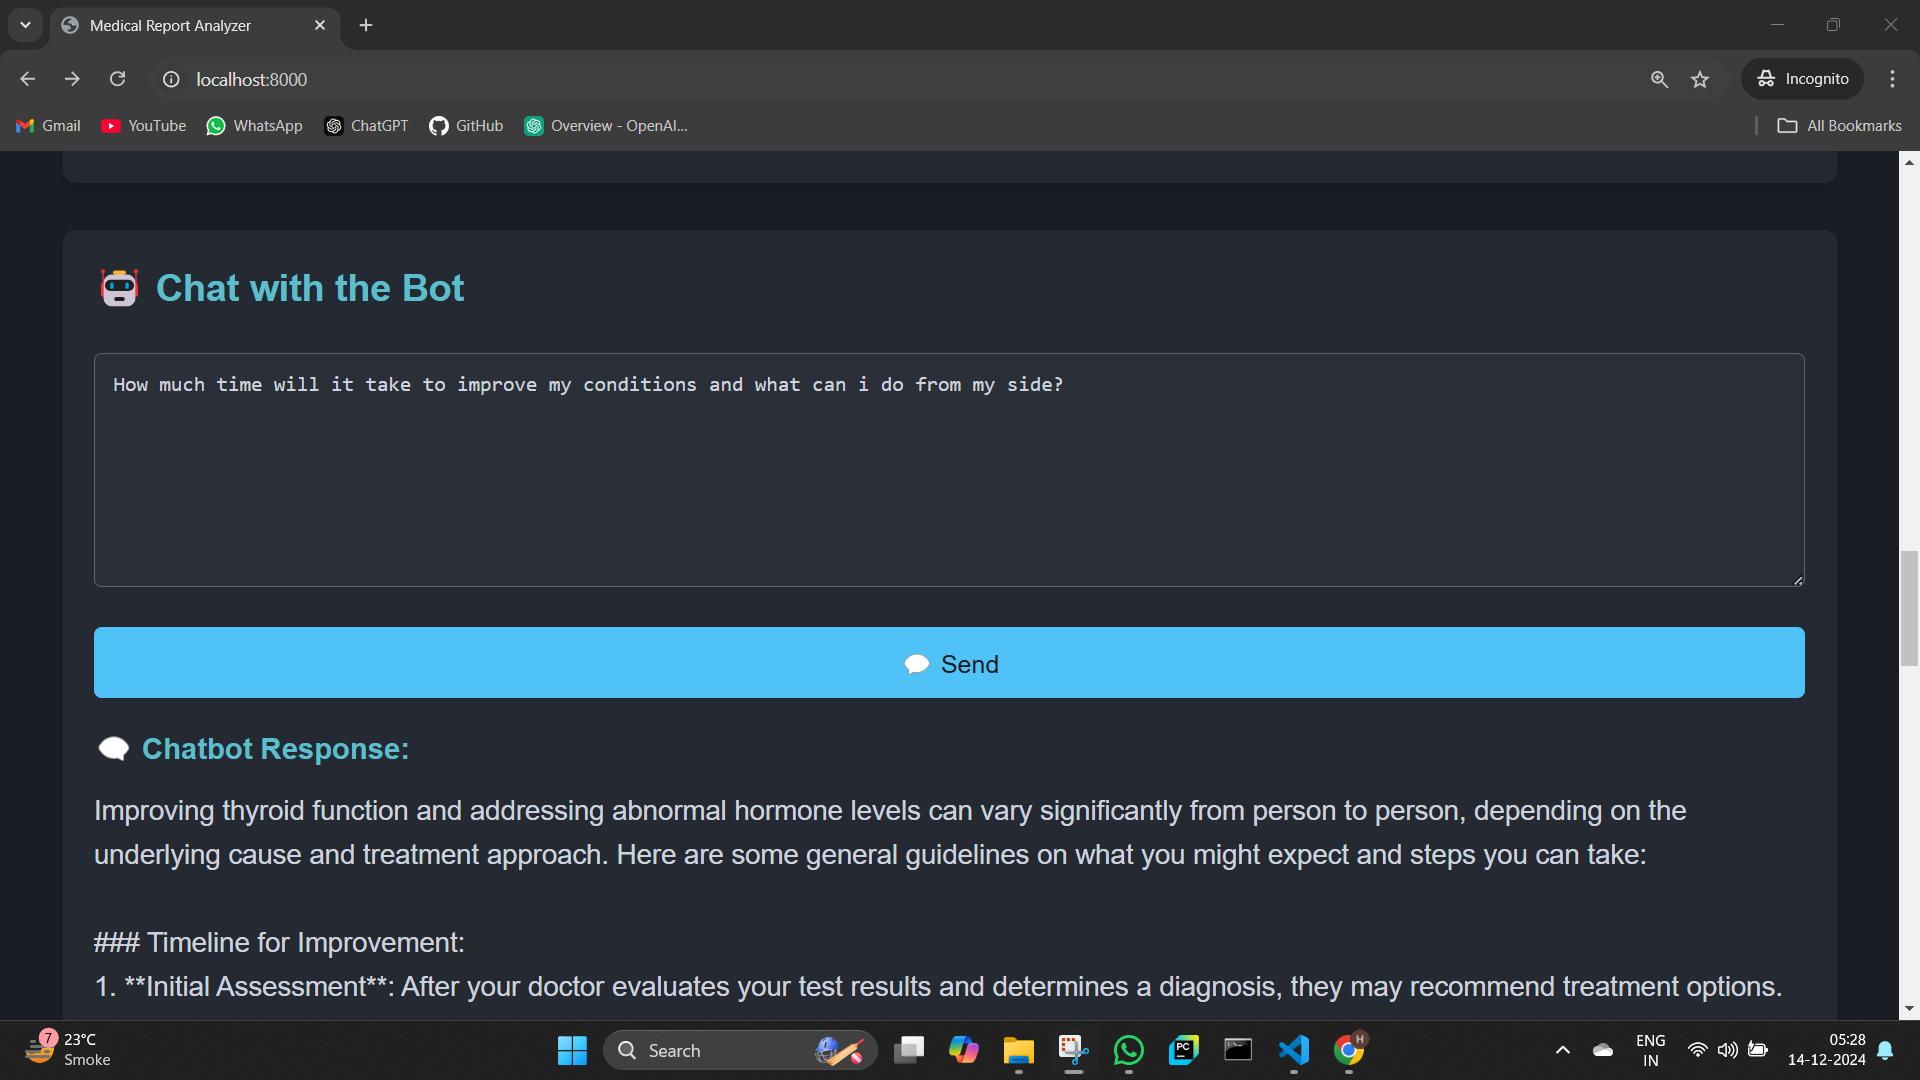 Medical Report Analyzer
localhost:8000
Incognito
Gmail
YouTube
WhatsApp
ChatGPT
GitHub
Overview - OpenAI...
All Bookmarks
Chat with the Bot
How much time will it take to improve my conditions and what can i do from my side?
Send
Chatbot Response:
Improving thyroid function and addressing abnormal hormone levels can vary significantly from person to person, depending on the
underlying cause and treatment approach. Here are some general guidelines on what you might expect and steps you can take:
### Timeline for Improvement:
1. **Initial Assessment**: After your doctor evaluates your test results and determines a diagnosis, they may recommend treatment options.
7
23°C
Smoke
Search
PC
H
ENG
IN
05:28
14-12-2024